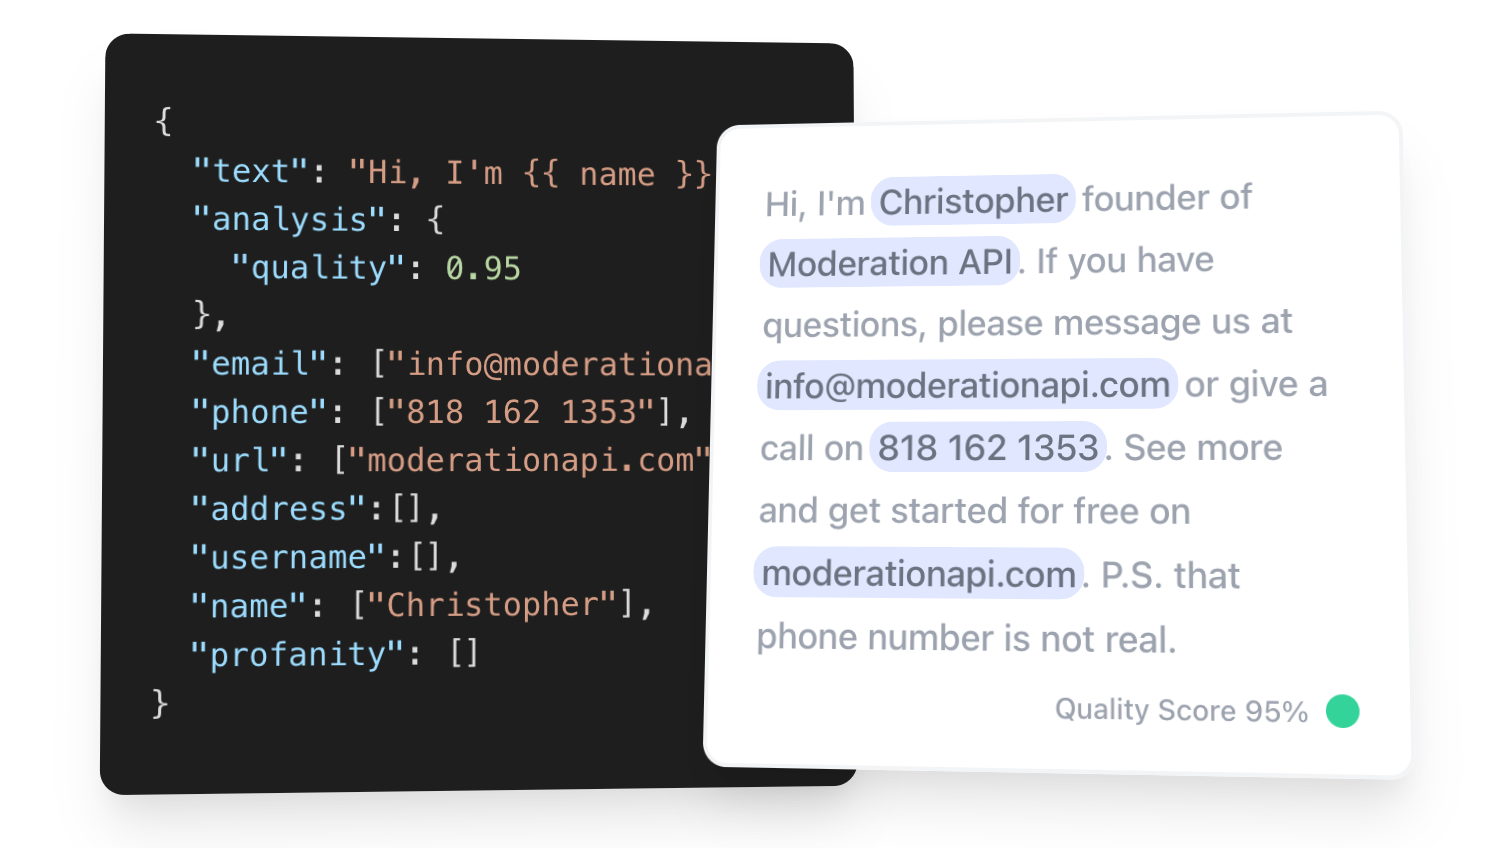 {
"text": "Hi, I'm {{ name }}
"analysis": {
"quality": 0.95
},
"email": ["info@moderationa
"phone": ["818 162 1353"],
"url": ["moderationapi.com"
"address":[],
"username":[],
"name": ["Christopher"],
"profanity": []
}
Hi, I'm Christopher founder of
Moderation API. If you have
questions, please message us at
info@moderationapi.com or give a
call on 818 162 1353. See more
and get started for free on
moderationapi.com. P.S. that
phone number is not real.
Quality Score 95%